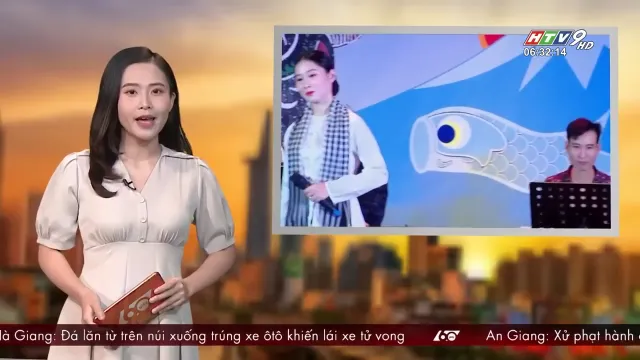 HTV9 HD
06:32:14
Hà Giang: Đá lăn từ trên núi xuống trúng xe ôtô khiến lái xe tử vong 60 An Giang: Xử phạt hành